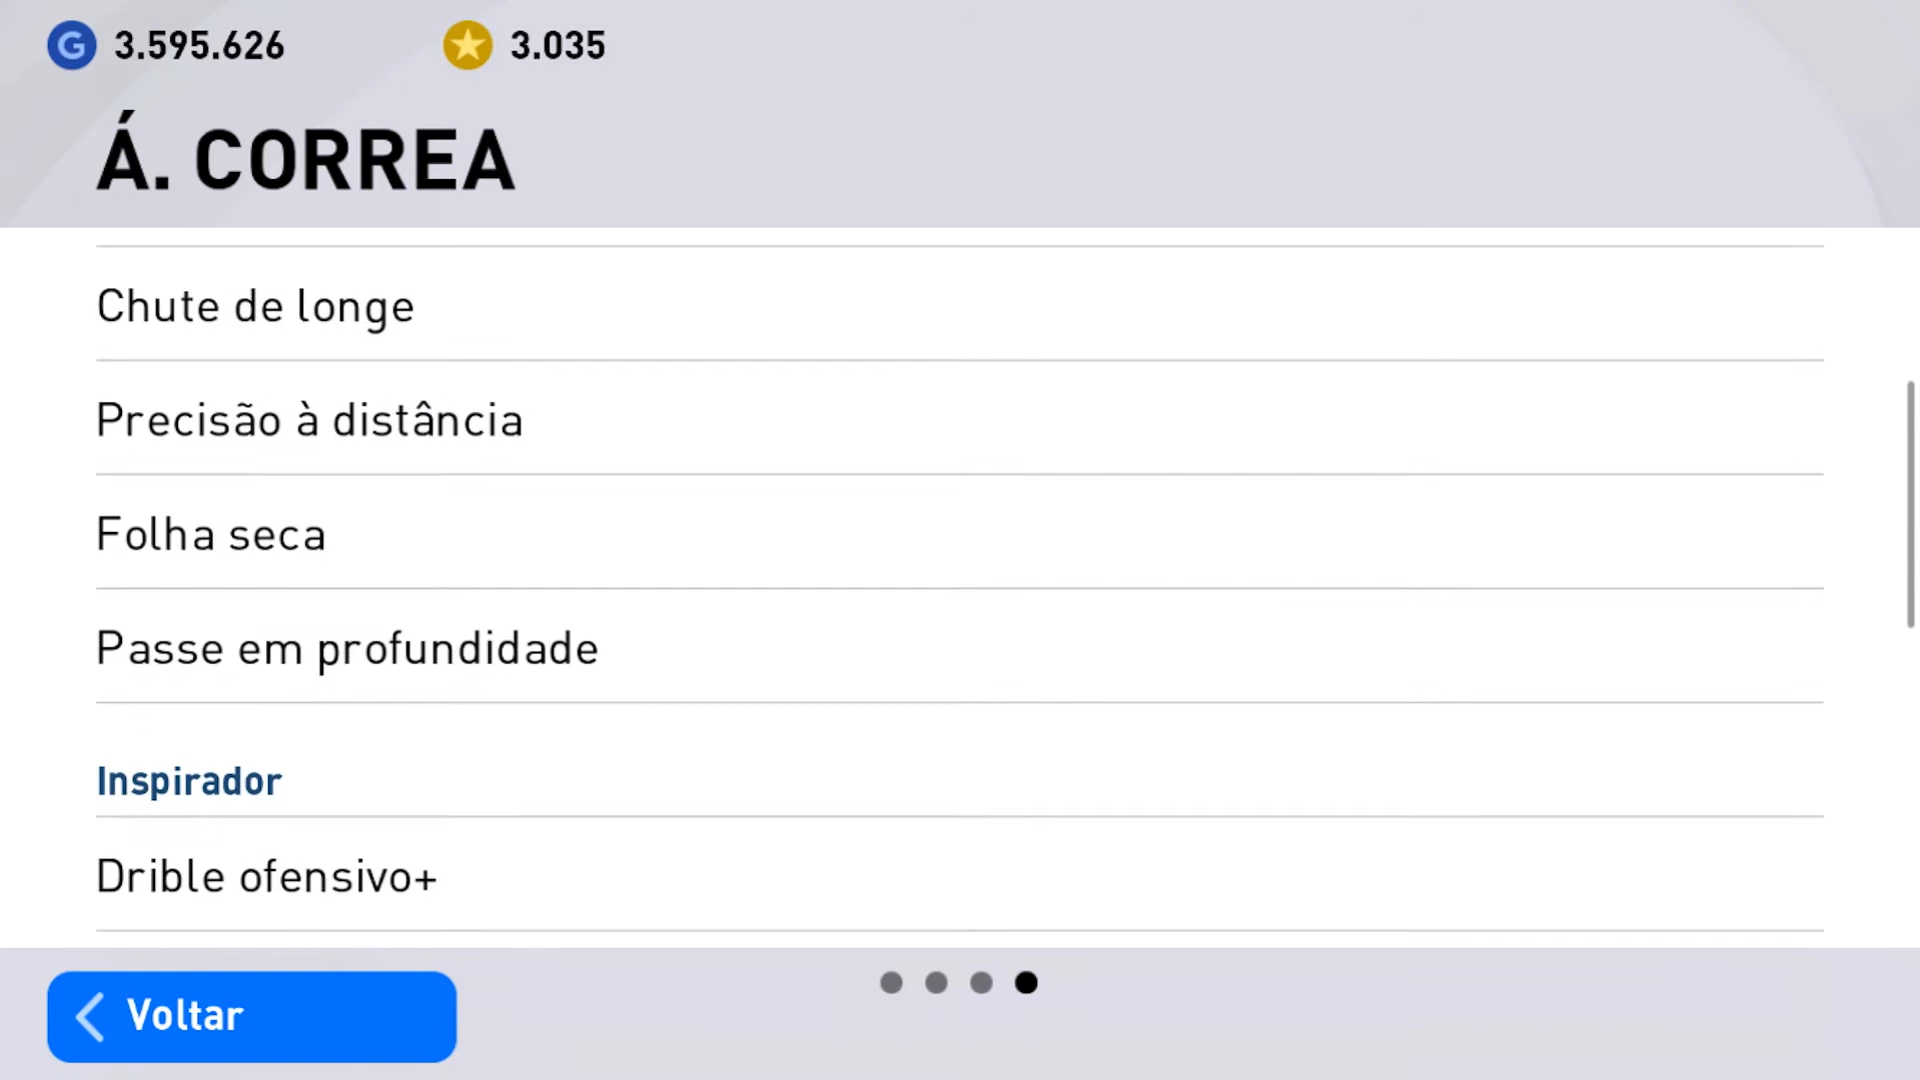 G 3.595.626 3.035
Á. CORREA
Chute de longe
Precisão à distância
Folha seca
Passe em profundidade
Inspirador
Drible ofensivo+
Voltar